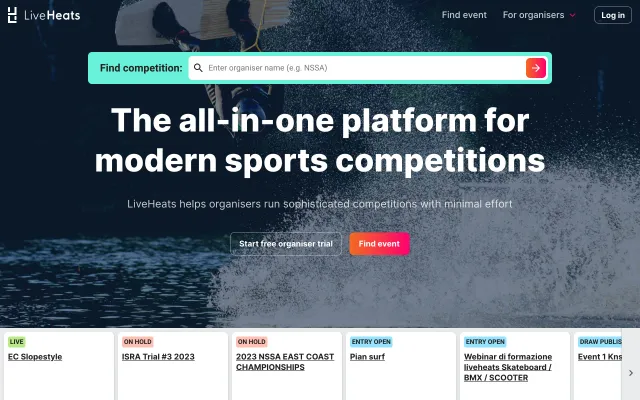 LiveHeats
Find event
For organisers
Log in
Find competition:
Enter organiser name (e.g. NSSA)
The all-in-one platform for
modern sports competitions
LiveHeats helps organisers run sophisticated competitions with minimal effort
Start free organiser trial
Find event
LIVE
EC Slopestyle
ON HOLD
ISRA Trial #3 2023
ON HOLD
2023 NSSA EAST COAST
CHAMPIONSHIPS
ENTRY OPEN
Pian surf
ENTRY OPEN
Webinar di formazione
liveheats Skateboard /
BMX / SCOOTER
DRAW PUBLIS
Event 1 Kns